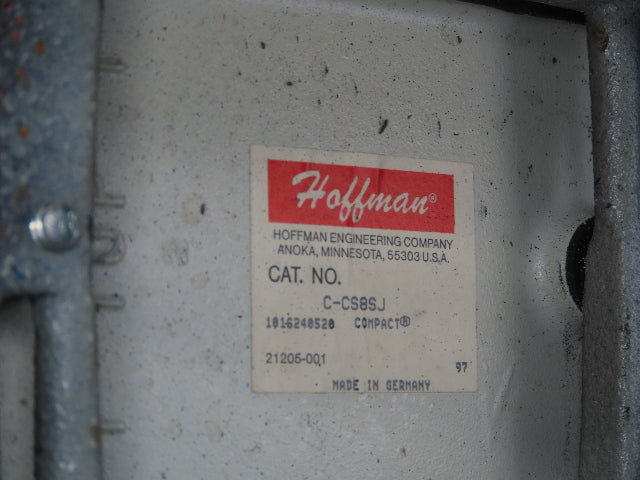 Hoffman®
HOFFMAN ENGINEERING COMPANY
ANOKA, MINNESOTA, 55303 U.S.A.
CAT. NO.
C-CS8SJ
1016240520 COMPACT®
21205-001
97
MADE IN GERMANY